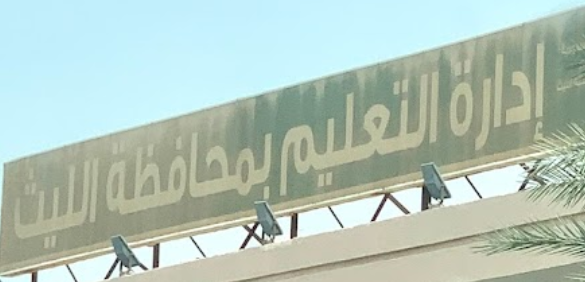 إدارة التعليم بمحافظة الليث